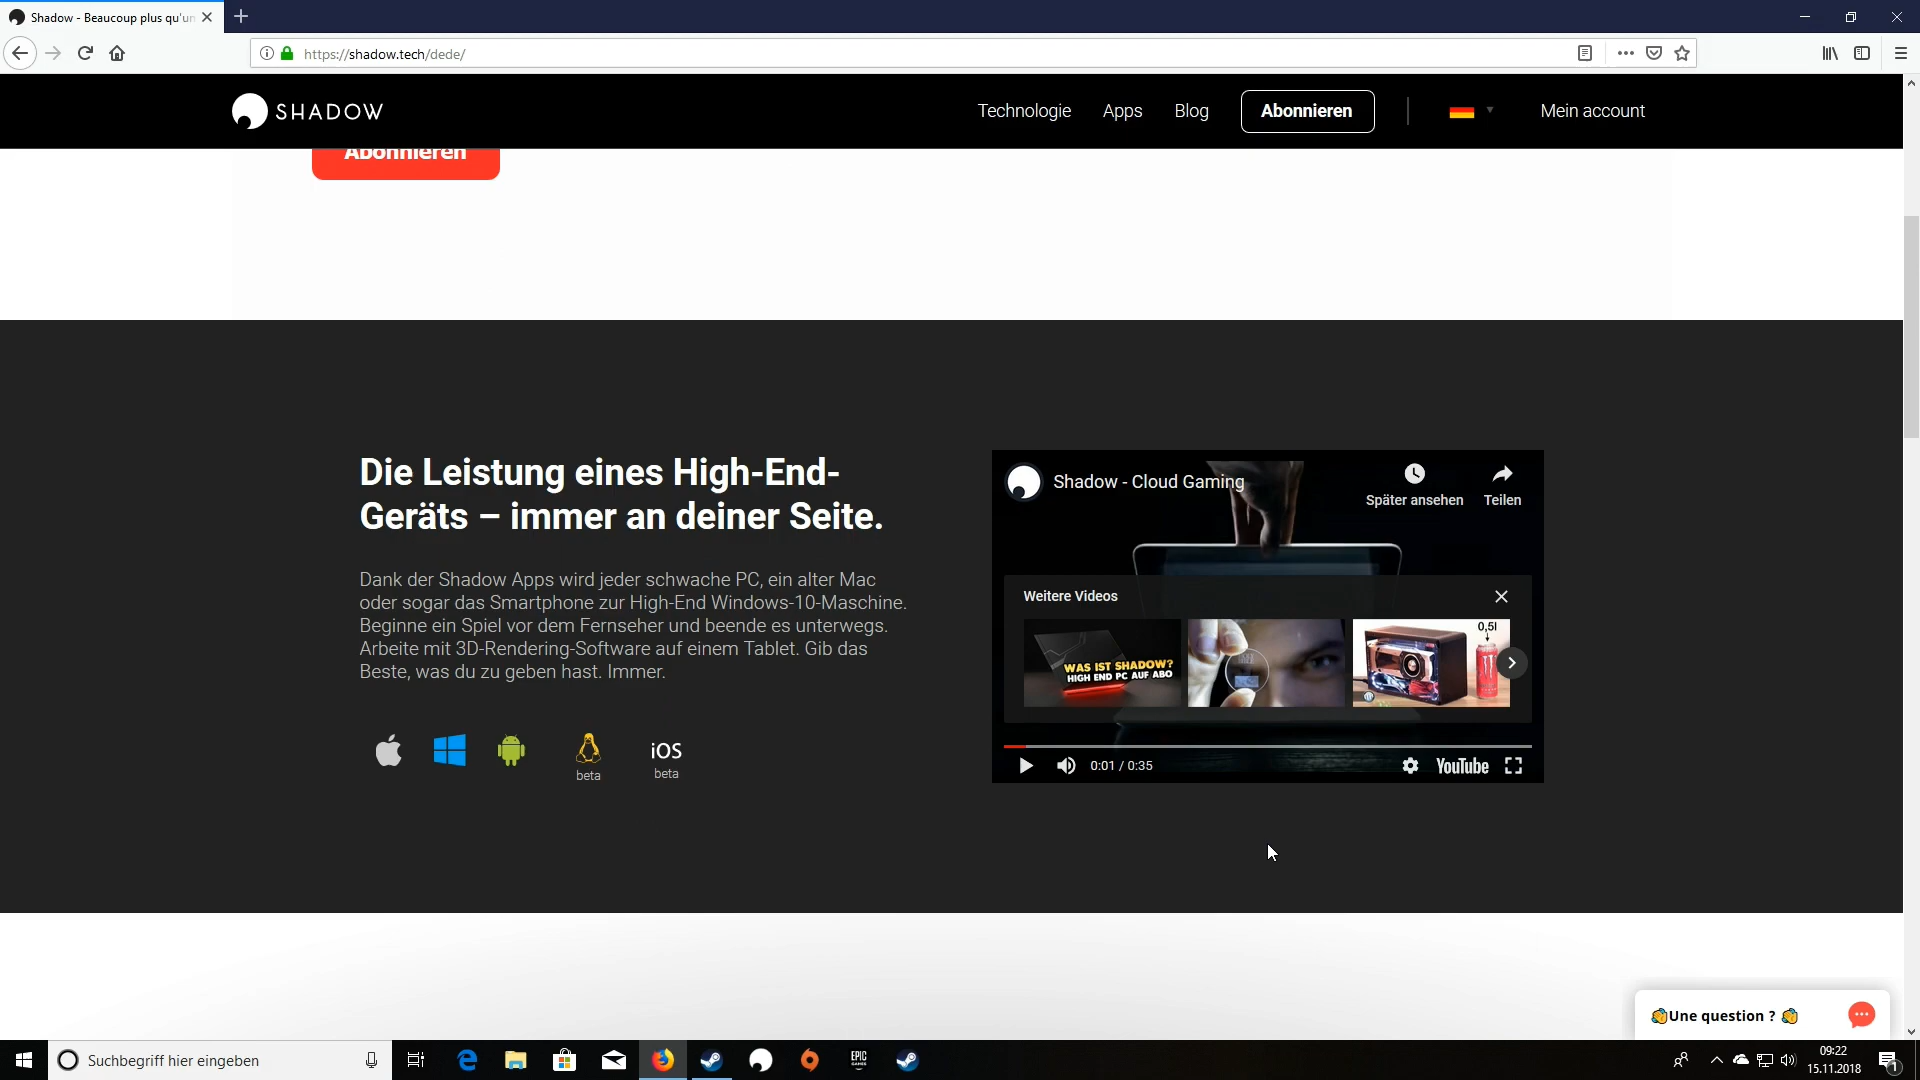 Shadow - Beaucoup plus qu'un
https://shadow.tech/dede/
SHADOW
Technologie
Apps
Blog
Abonnieren
Mein account
Abonnieren
Die Leistung eines High-End-
Geräts – immer an deiner Seite.
Dank der Shadow Apps wird jeder schwache PC, ein alter Mac
oder sogar das Smartphone zur High-End Windows-10-Maschine.
Beginne ein Spiel vor dem Fernseher und beende es unterwegs.
Arbeite mit 3D-Rendering-Software auf einem Tablet. Gib das
Beste, was du zu geben hast. Immer.
beta
iOS
beta
Shadow - Cloud Gaming
Später ansehen
Teilen
Weitere Videos
WAS IST SHADOW?
HIGH END PC AUF ABO
0,5l
0:01 / 0:35
YouTube
Une question ?
Suchbegriff hier eingeben
EPIC
GAMES
09:22
15.11.2018
1